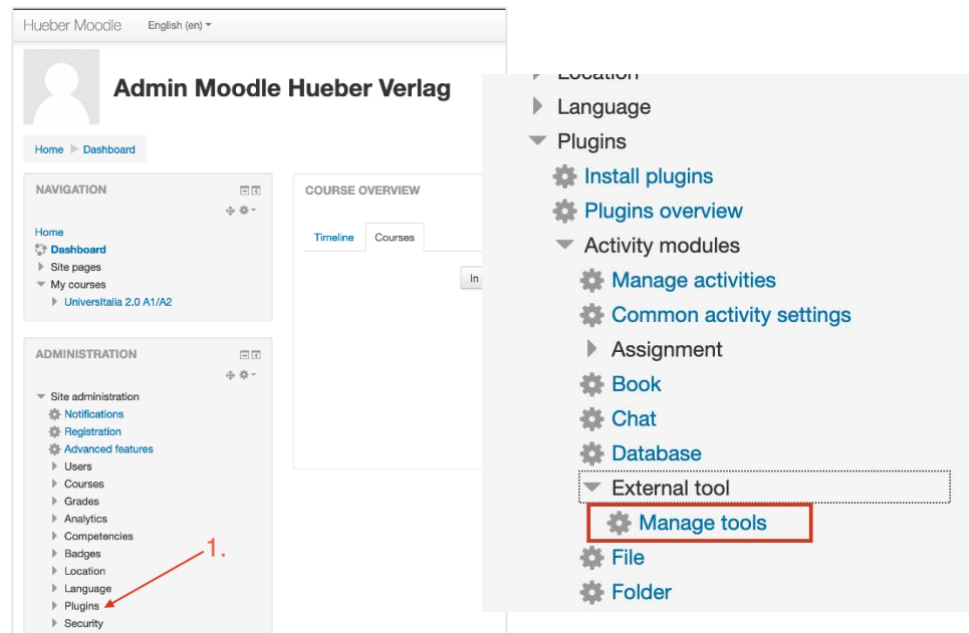 Hueber Moodle English (en)
Admin Moodle Hueber Verlag
Home Dashboard
NAVIGATION
Home
Dashboard
Site pages
My courses
UniversItalia 2.0 A1/A2
COURSE OVERVIEW
Timeline Courses
In
ADMINISTRATION
Site administration
Notifications
Registration
Advanced features
Users
Courses
Grades
Analytics
Competencies
Badges
Location
Language
Plugins
Security
1.
Location
Language
Plugins
Install plugins
Plugins overview
Activity modules
Manage activities
Common activity settings
Assignment
Book
Chat
Database
External tool
Manage tools
File
Folder